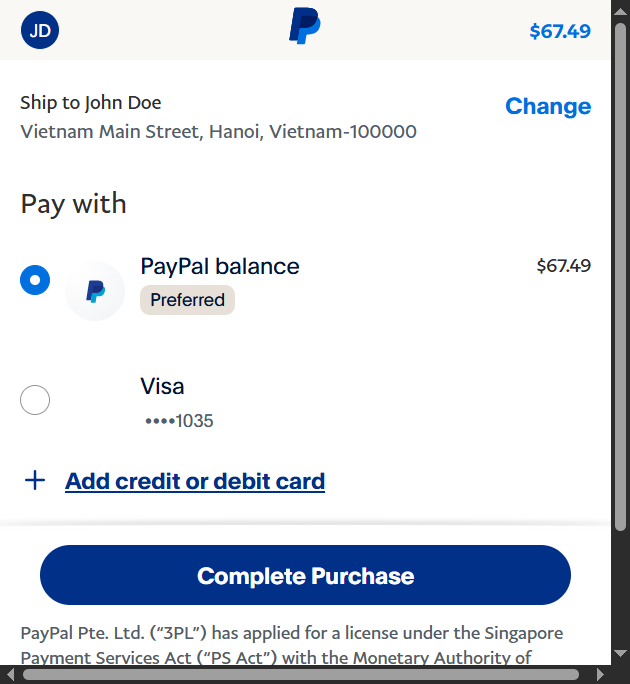 JD
$67.49
Ship to John Doe
Change
Vietnam Main Street, Hanoi, Vietnam-100000
Pay with
PayPal balance
$67.49
Preferred
Visa
••••1035
+ Add credit or debit card
Complete Purchase
PayPal Pte. Ltd. (“3PL”) has applied for a license under the Singapore
Payment Services Act (“PS Act”) with the Monetary Authority of